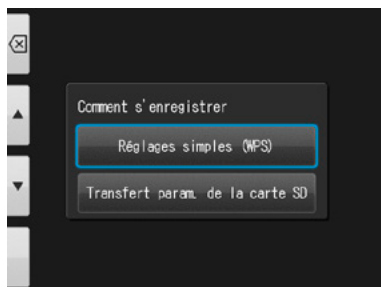 Comment s'enregistrer
Réglages simples (WPS)
Transfert param. de la carte SD